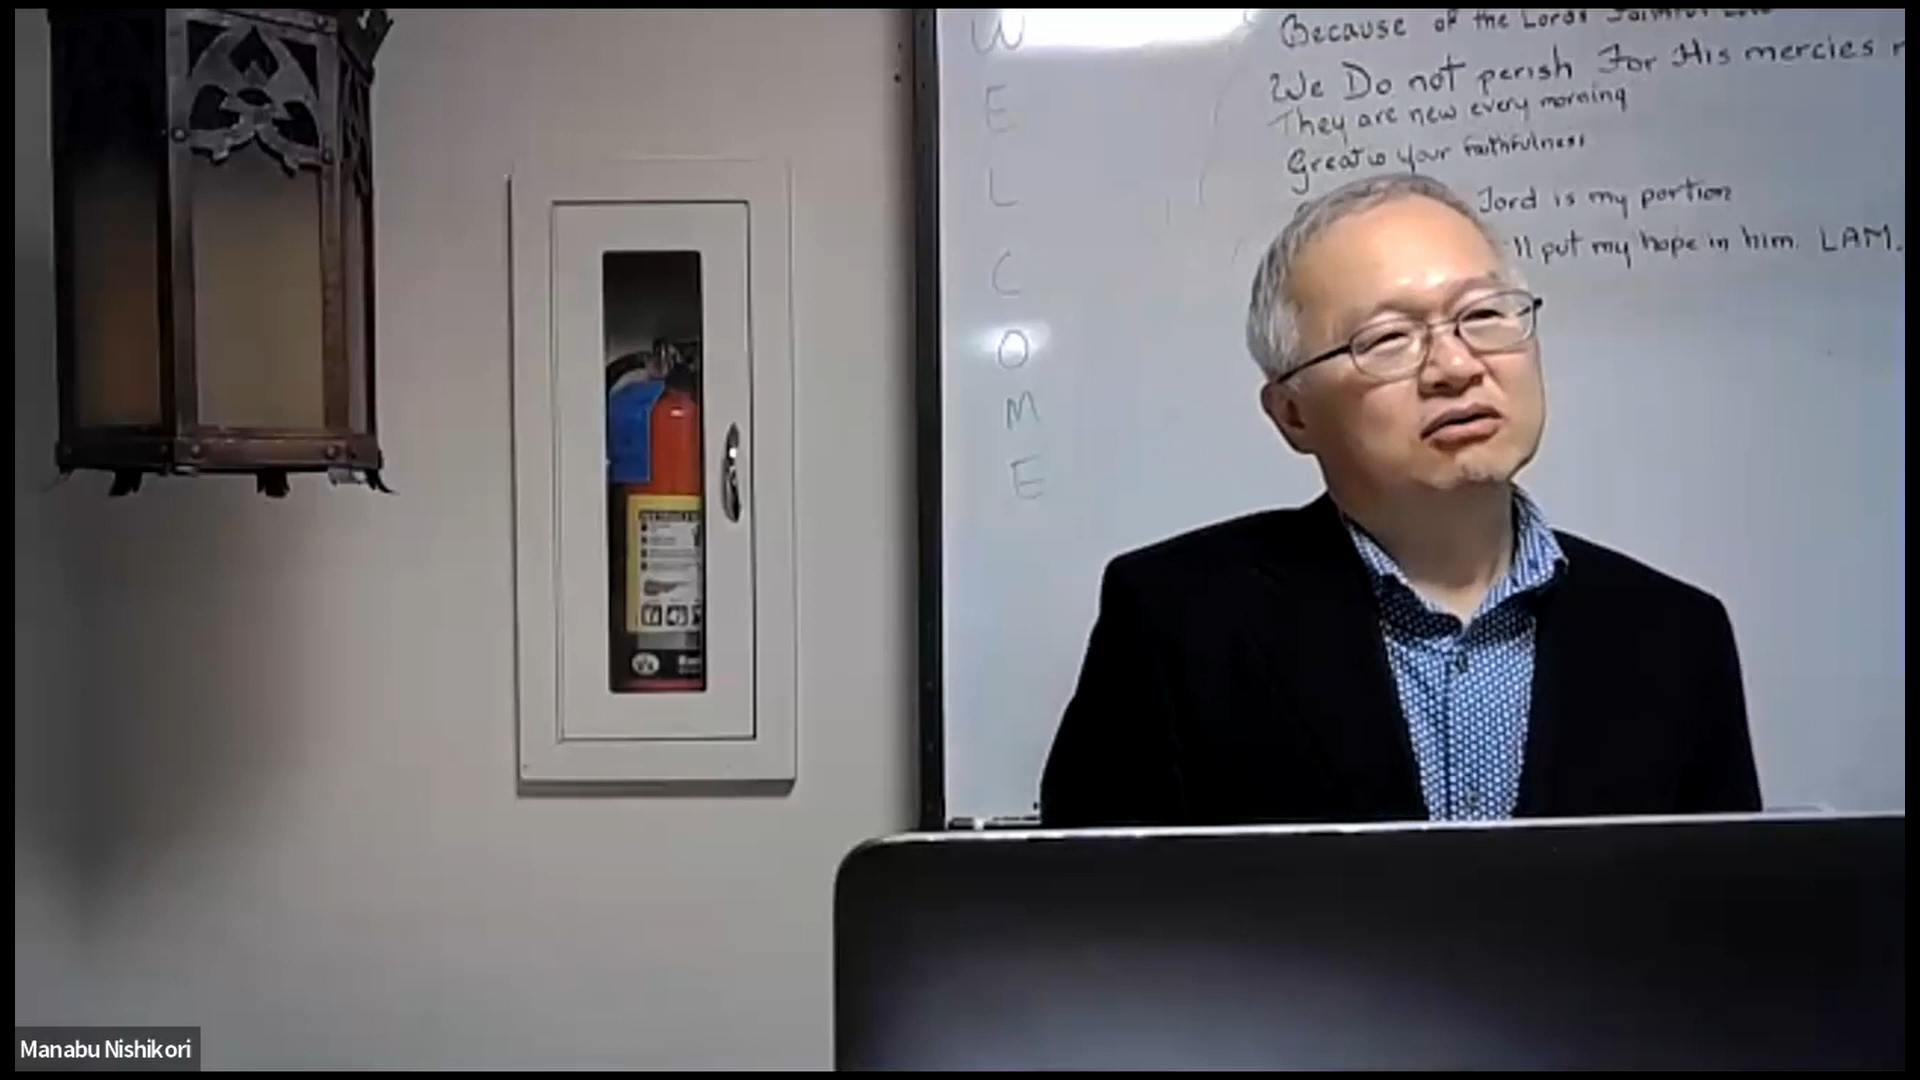 W
E
L
C
O
M
E
Because of the Lord's
We Do not perish For His mercies
They are new every morning
Great is your faithfulness
Lord is my portion
ll put my hope in him. LAM.
Manabu Nishikori